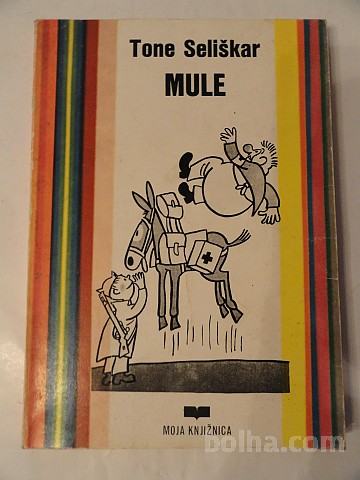 Tone Seliškar
MULE
MOJA KNJIŽNICA
bolha.com